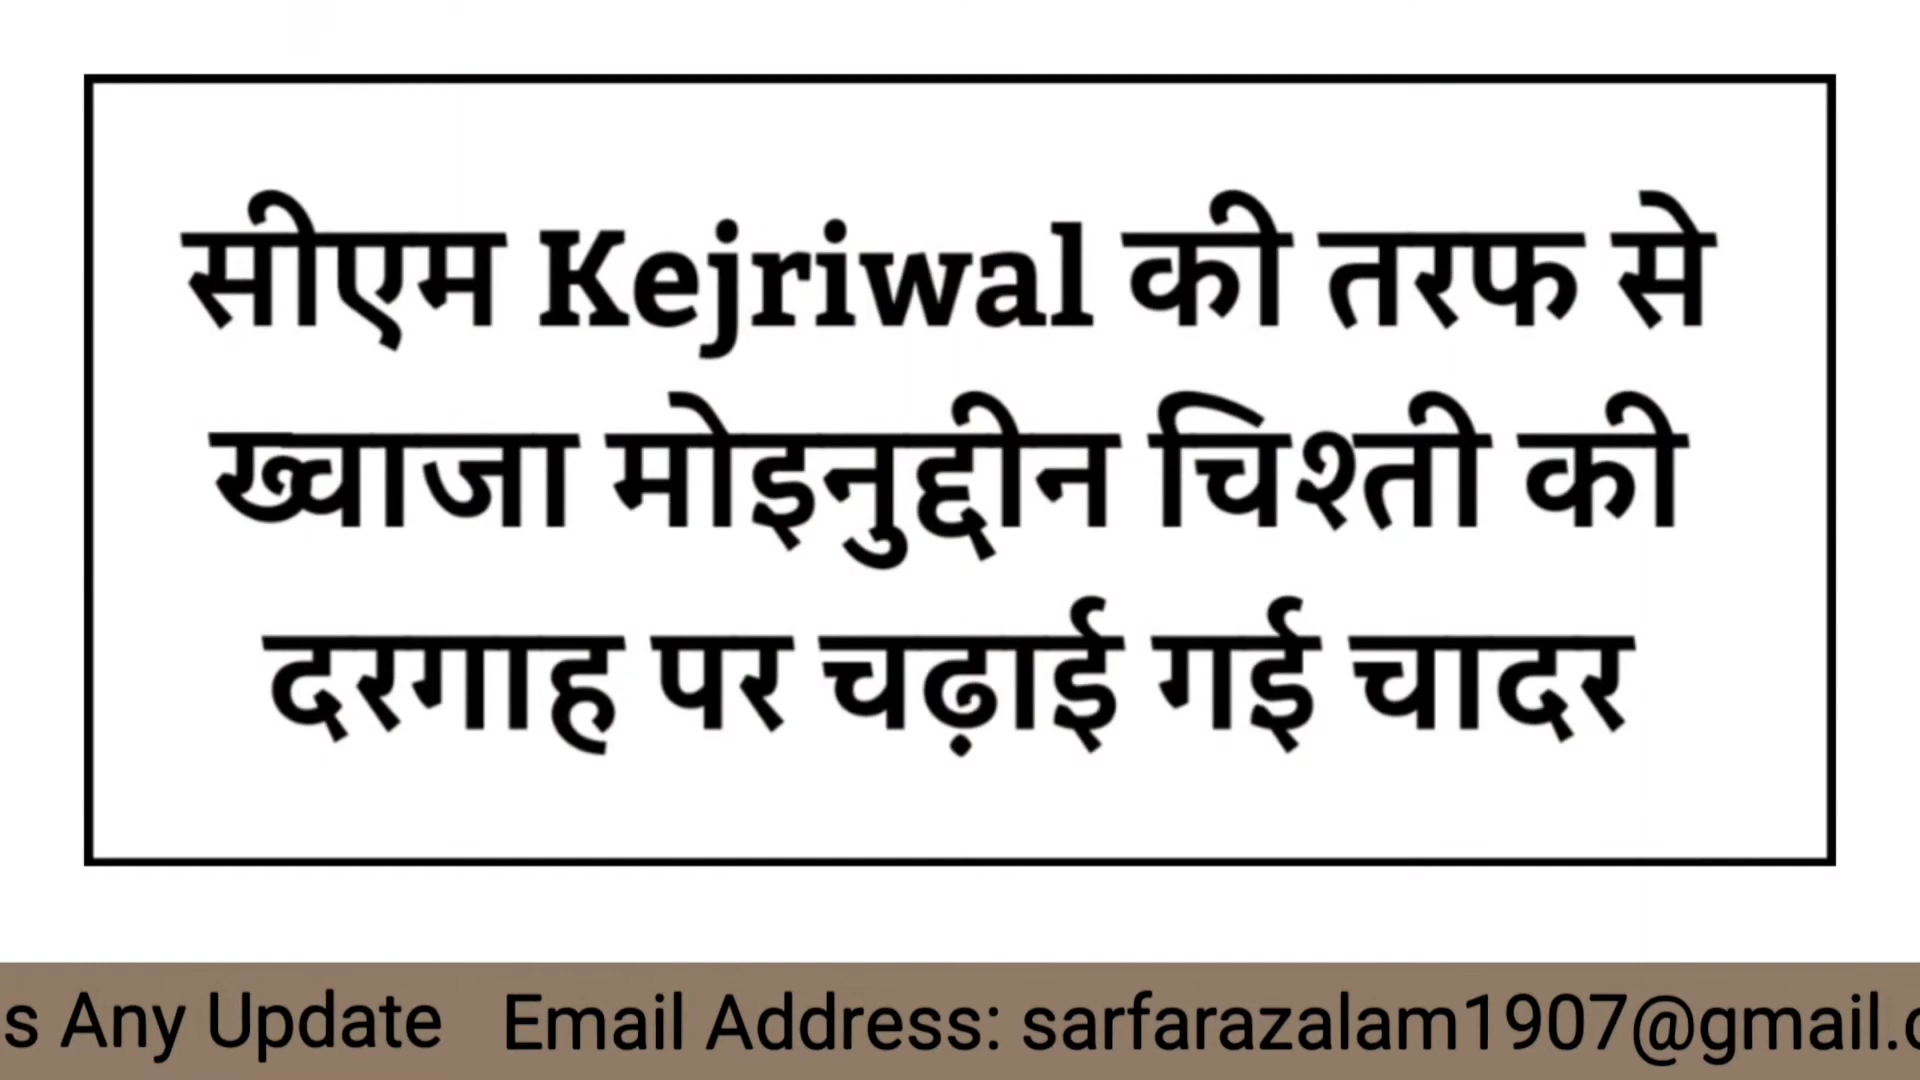 सीएम Kejriwal की तरफ से
ख्वाजा मोइनुद्दीन चिश्ती की
दरगाह पर चढ़ाई गई चादर
s Any Update Email Address: sarfarazalam1907@gmail.c